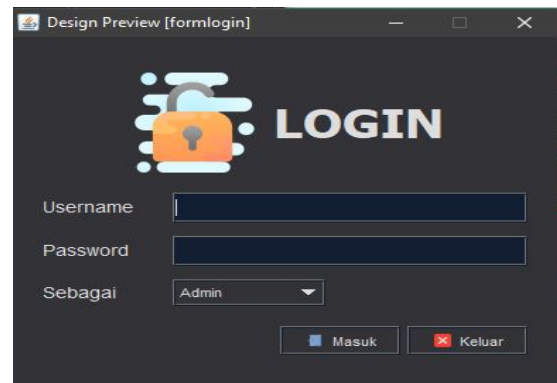 Design Preview [formlogin]
LOGIN
Username
Password
Sebagai Admin
Masuk Keluar